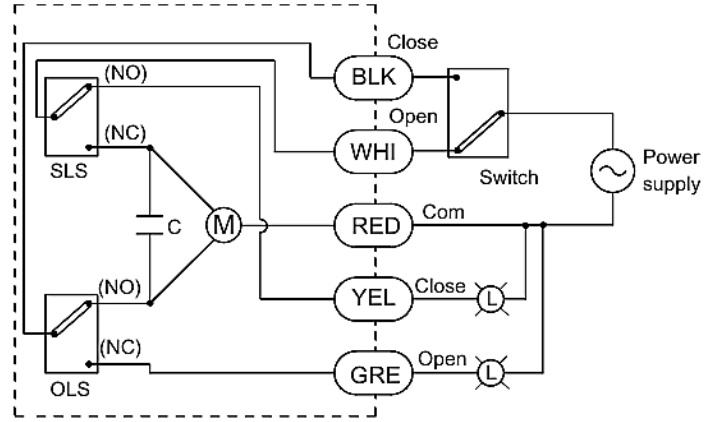 Close
(NO)
BLK
Open
(NC)
WHI
Power
supply
SLS
Switch
C
M
RED
Com
(NO)
YEL
Close
L
(NC)
GRE
Open
L
OLS